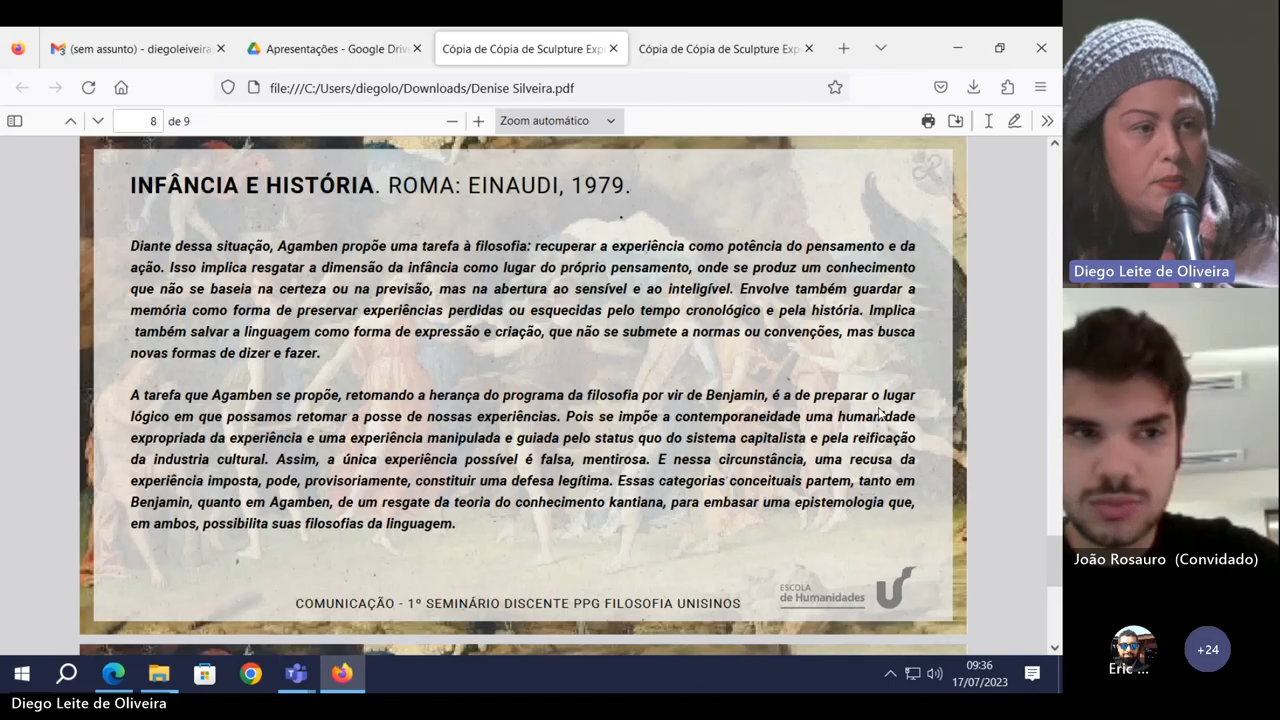 (sem assunto) - diegoleiveira
Apresentações - Google Driv
Cópia de Cópia de Sculpture Exp
Cópia de Cópia de Sculpture Exp
file:///C:/Users/diegolo/Downloads/Denise Silveira.pdf
8 de 9
Zoom automático
INFÂNCIA E HISTÓRIA. ROMA: EINAUDI, 1979.
.
Diante dessa situação, Agamben propõe uma tarefa à filosofia: recuperar a experiência como potência do pensamento e da
ação. Isso implica resgatar a dimensão da infância como lugar do próprio pensamento, onde se produz um conhecimento
que não se baseia na certeza ou na previsão, mas na abertura ao sensível e ao inteligível. Envolve também guardar a
memória como forma de preservar experiências perdidas ou esquecidas pelo tempo cronológico e pela história. Implica
também salvar a linguagem como forma de expressão e criação, que não se submete a normas ou convenções, mas busca
novas formas de dizer e fazer.
A tarefa que Agamben se propõe, retomando a herança do programa da filosofia por vir de Benjamin, é a de preparar o lugar
lógico em que possamos retomar a posse de nossas experiências. Pois se impõe a contemporaneidade uma humanidade
expropriada da experiência e uma experiência manipulada e guiada pelo status quo do sistema capitalista e pela reificação
da industria cultural. Assim, a única experiência possível é falsa, mentirosa. E nessa circunstância, uma recusa da
experiência imposta, pode, provisoriamente, constituir uma defesa legítima. Essas categorias conceituais partem, tanto em
Benjamin, quanto em Agamben, de um resgate da teoria do conhecimento kantiana, para embasar uma epistemologia que,
em ambos, possibilita suas filosofias da linguagem.
COMUNICAÇÃO - 1º SEMINÁRIO DISCENTE PPG FILOSOFIA UNISINOS
ESCOLA
de Humanidades
Diego Leite de Oliveira
João Rosauro (Convidado)
Eric ...
+24
09:36
17/07/2023
Diego Leite de Oliveira